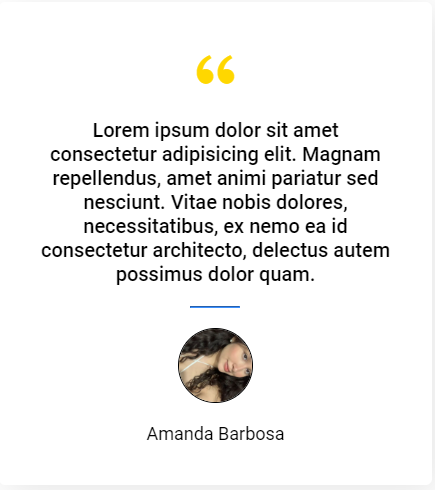 “
Lorem ipsum dolor sit amet
consectetur adipisicing elit. Magnam
repellendus, amet animi pariatur sed
nesciunt. Vitae nobis dolores,
necessitatibus, ex nemo ea id
consectetur architecto, delectus autem
possimus dolor quam.
Amanda Barbosa